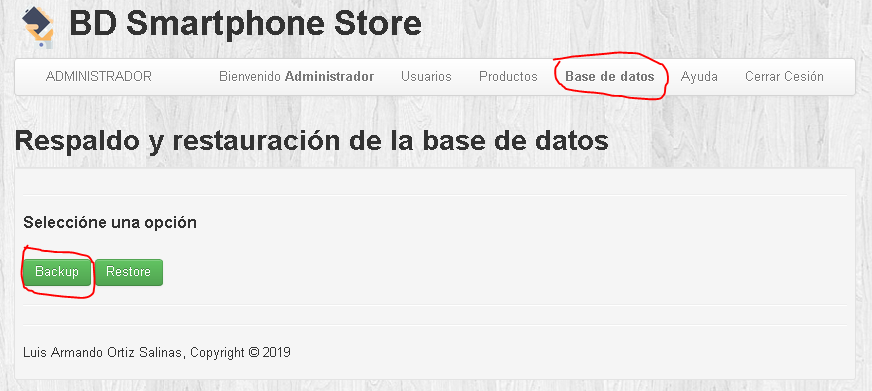 BD Smartphone Store
ADMINISTRADOR Bienvenido Administrador Usuarios Productos Base de datos Ayuda Cerrar Cesión
Respaldo y restauración de la base de datos
Seleccióne una opción
Backup Restore
Luis Armando Ortiz Salinas, Copyright © 2019